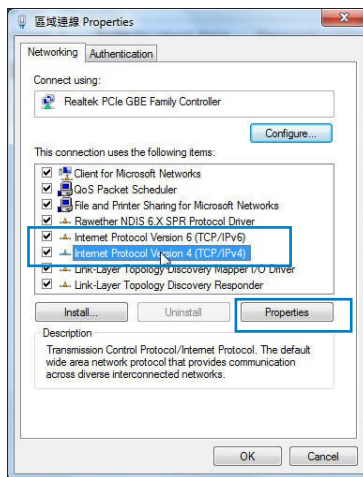 區域連線 Properties
Networking
Authentication
Connect using:
Realtek PCIe GBE Family Controller
Configure...
This connection uses the following items:
Client for Microsoft Networks
QoS Packet Scheduler
File and Printer Sharing for Microsoft Networks
Rawether NDIS 6.X SPR Protocol Driver
Internet Protocol Version 6 (TCP/IPv6)
Internet Protocol Version 4 (TCP/IPv4)
Link-Layer Topology Discovery Mapper I/O Driver
Link-Layer Topology Discovery Responder
Install...
Uninstall
Properties
Description
Transmission Control Protocol/Internet Protocol. The default
wide area network protocol that provides communication
across diverse interconnected networks.
OK
Cancel